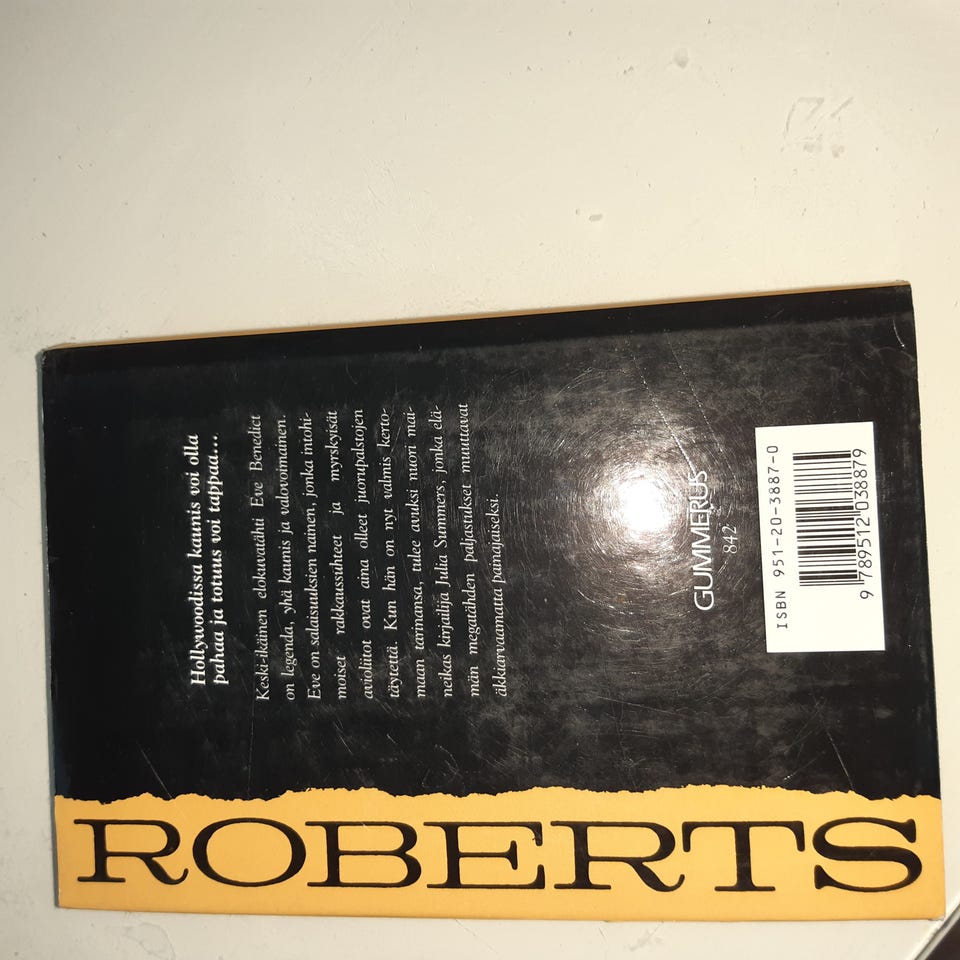 ROBERTS
Hollywoodissa kaunis voi olla
pahaa ja totuus voi tappaa...
Keski-ikäinen elokuvatähti Eve Benedict
on legenda, yhä kaunis ja valovoimainen.
Eve on salaisuuksien nainen, jonka intohi-
moiset rakkaussuhteet ja myrskyisät
avioliitot ovat aina olleet juorupalstojen
täytettä. Kun hän on nyt valmis kerto-
maan tarinansa, tulee avuksi nuori mai-
neikas kirjailija Julia Summers, jonka elä-
män megatähden paljastukset muuttavat
äkkiarvaamatta painajaiseksi.
GUMMERUS
842
ISBN 951-20-3887-0
9 789512 038879